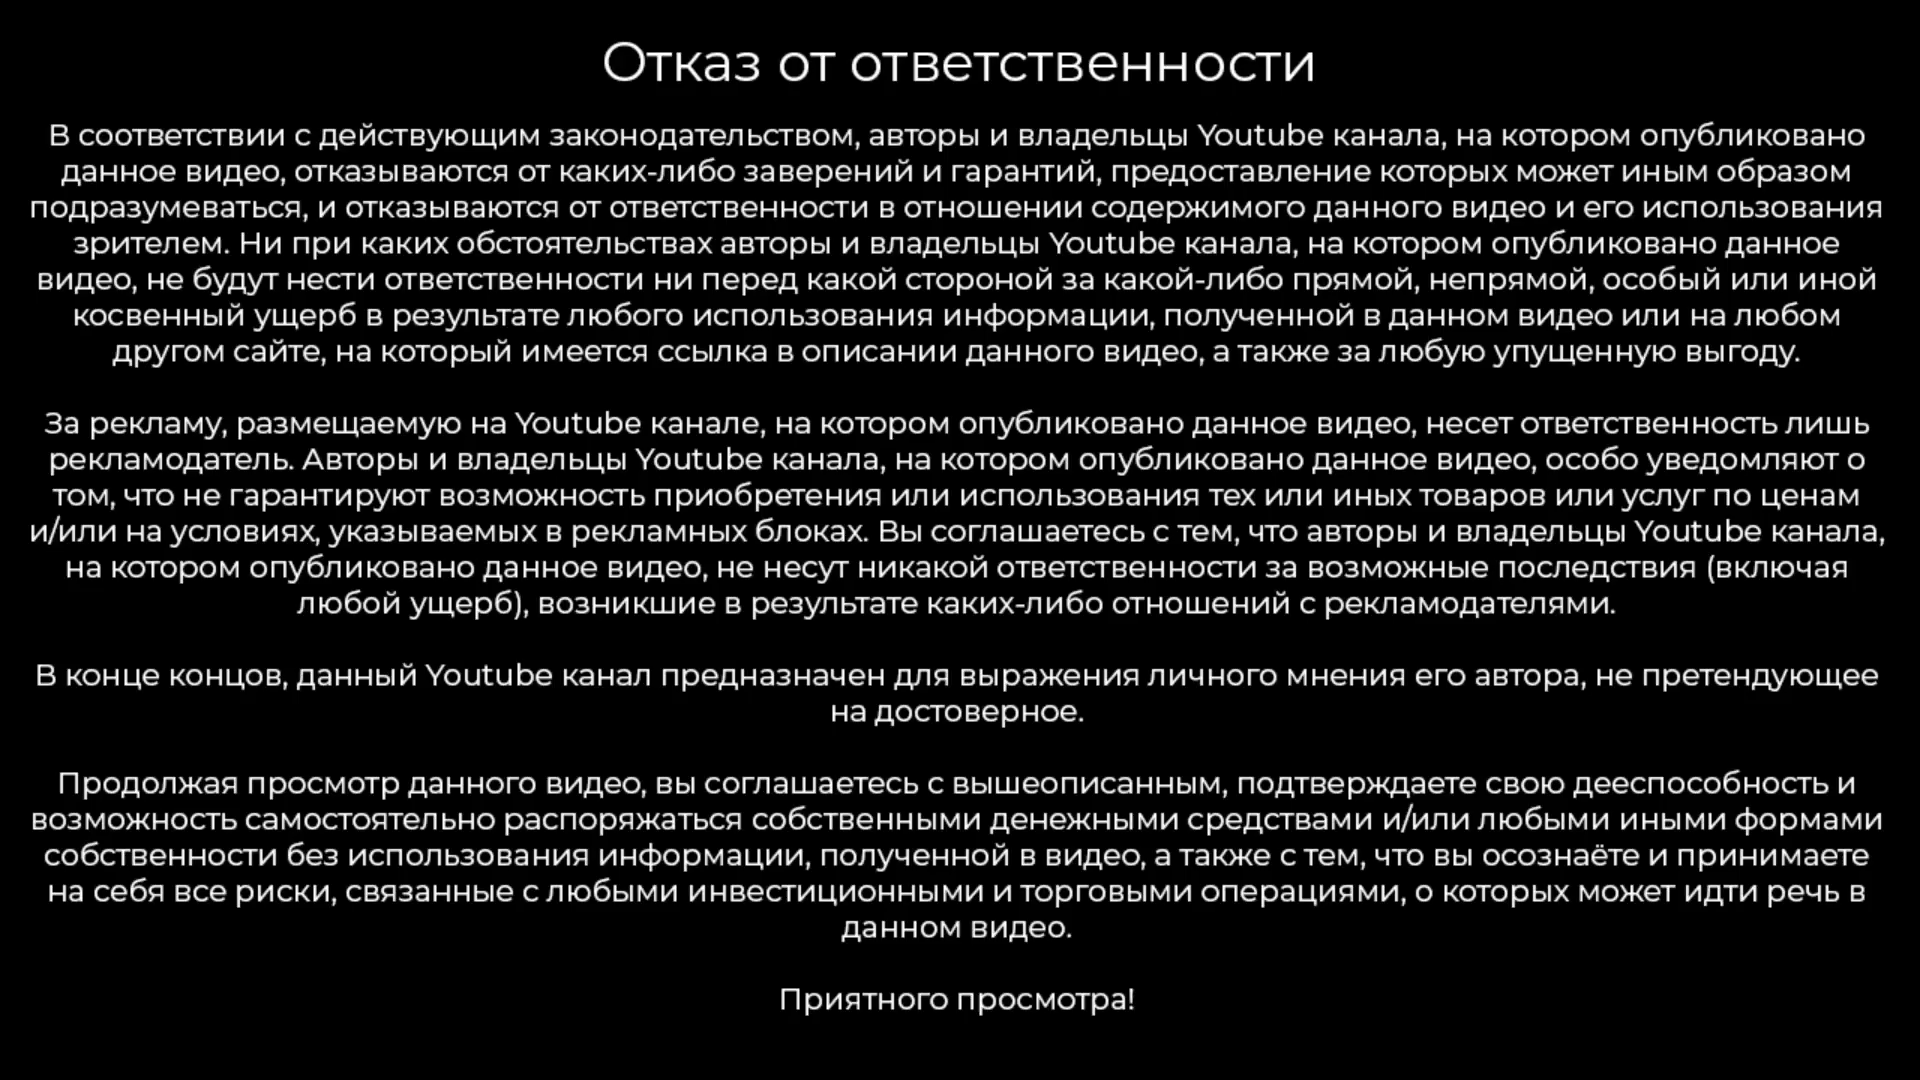 Отказ от ответственности
В соответствии с действующим законодательством, авторы и владельцы Youtube канала, на котором опубликовано
данное видео, отказываются от каких-либо заверений и гарантий, предоставление которых может иным образом
подразумеваться, и отказываются от ответственности в отношении содержимого данного видео и его использования
зрителем. Ни при каких обстоятельствах авторы и владельцы Youtube канала, на котором опубликовано данное
видео, не будут нести ответственности ни перед какой стороной за какой-либо прямой, непрямой, особый или иной
косвенный ущерб в результате любого использования информации, полученной в данном видео или на любом
другом сайте, на который имеется ссылка в описании данного видео, а также за любую упущенную выгоду.
За рекламу, размещаемую на Youtube канале, на котором опубликовано данное видео, несет ответственность лишь
рекламодатель. Авторы и владельцы Youtube канала, на котором опубликовано данное видео, особо уведомляют о
том, что не гарантируют возможность приобретения или использования тех или иных товаров или услуг по ценам
и/или на условиях, указываемых в рекламных блоках. Вы соглашаетесь с тем, что авторы и владельцы Youtube канала,
на котором опубликовано данное видео, не несут никакой ответственности за возможные последствия (включая
любой ущерб), возникшие в результате каких-либо отношений с рекламодателями.
В конце концов, данный Youtube канал предназначен для выражения личного мнения его автора, не претендующее
на достоверное.
Продолжая просмотр данного видео, вы соглашаетесь с вышеописанным, подтверждаете свою дееспособность и
возможность самостоятельно распоряжаться собственными денежными средствами и/или любыми иными формами
собственности без использования информации, полученной в видео, а также с тем, что вы осознаёте и принимаете
на себя все риски, связанные с любыми инвестиционными и торговыми операциями, о которых может идти речь в
данном видео.
Приятного просмотра!